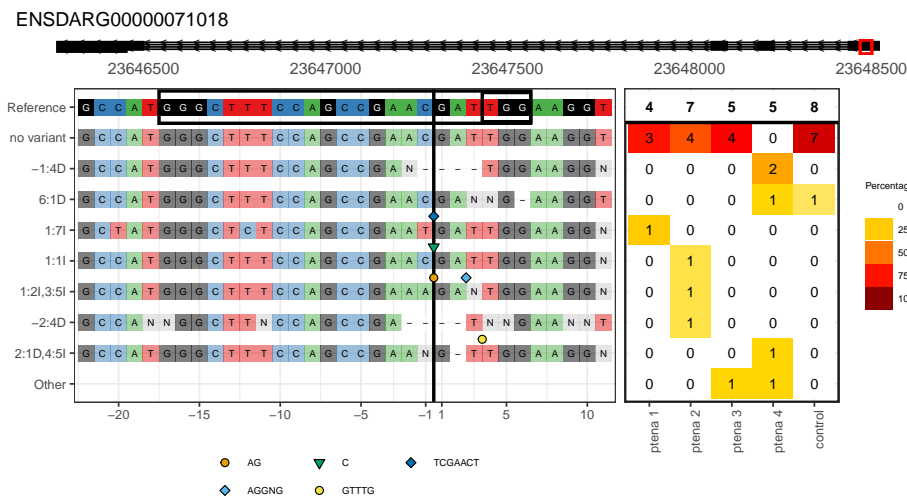 ENSDARG00000071018
23646500 23647000 23647500 23648000 23648500
Reference G C C A T G G G C T T T C C A G C C G A A C G A T T G G A A G G T 4 7 5 5 8
no variant G C C A T G G G C T T T C C A G C C G A A C G A T T G G A A G G T 3 4 4 0 7
−1:4D G C C A T G G G C T T T C C A G C C G A N - - - - T G G A A G G N 0 0 0 2 0
6:1D G C C A T G G G C T T T C C A G C C G A A C G A N N G - A A G G T 0 0 0 1 1
1:7I G C T A T G G G C T C T C C A G C C G A A T G A T T G G A A G G N 1 0 0 0 0
1:1I G C C A T G G G C T T T C C A G C C G A A C G A T T G G A A G G N 0 1 0 0 0
1:2I,3:5I G C C A T G G G C T T T C C A G C C G A A A G A N T G G A A G G N 0 1 0 0 0
−2:4D G C C A N N G G C T T N C C A G C C G A - - - - T N N G A A N N T 0 1 0 0 0
2:1D,4:5I G C C A T G G G C T T T C C A G C C G A A N G - T T G G A A G G T 0 0 0 1 0
Other 0 0 1 1 0
−20 −15 −10 −5 −1 1 5 10
ptena 1
ptena 2
ptena 3
ptena 4
control
AG C TCGAACT
AGGNG GTTTG
Percentag
0
25
50
75
10